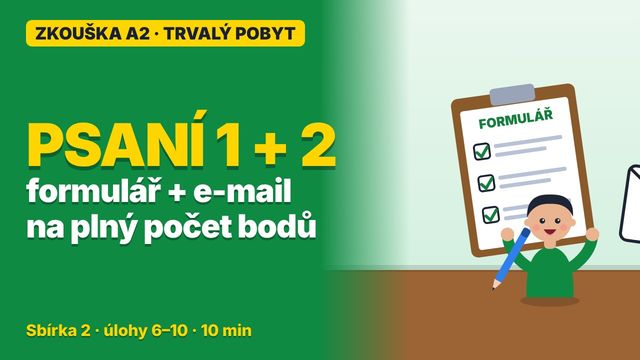 ZKOUŠKA A2 · TRVALÝ POBYT
PSANÍ 1 + 2
formulář + e-mail
na plný počet bodů
Sbírka 2 · úlohy 6–10 · 10 min
FORMULÁŘ